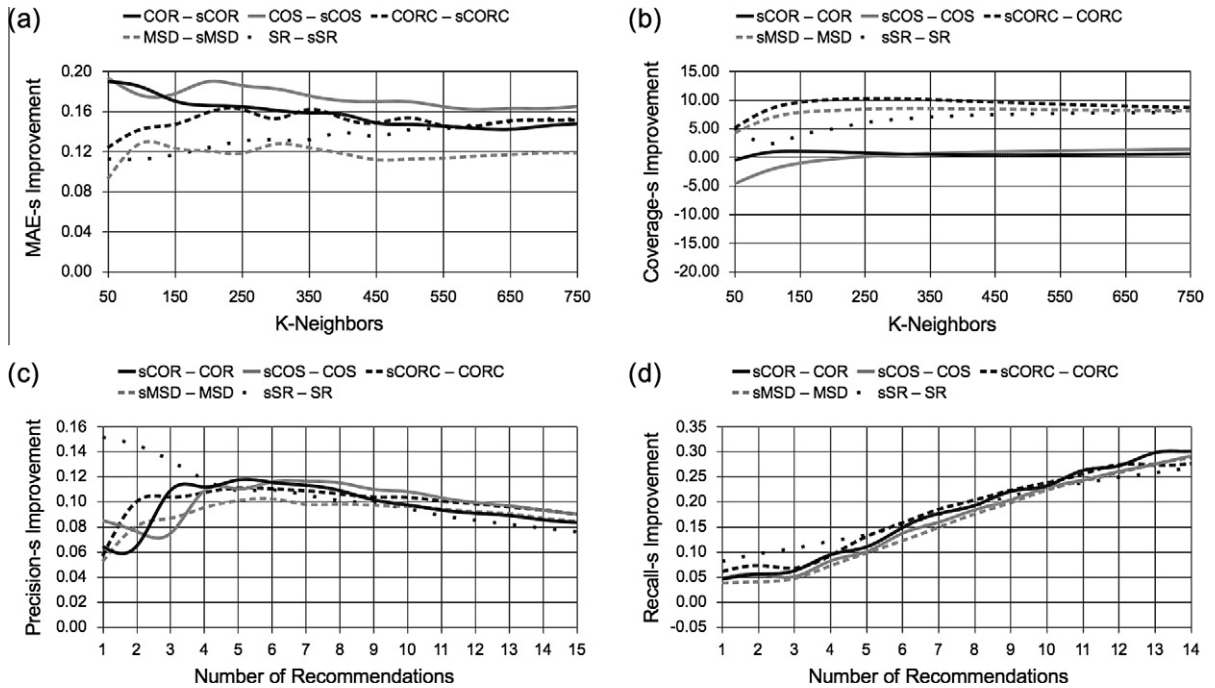 (a)
COR – sCOR COS – sCOS CORC – sCORC
MSD – sMSD SR – sSR
MAE-s Improvement
0.20
0.16
0.12
0.08
0.04
0.00
50 150 250 350 450 550 650 750
K-Neighbors
(b)
sCOR – COR sCOS – COS sCORC – CORC
sMSD – MSD sSR – SR
Coverage-s Improvement
15.00
10.00
5.00
0.00
-5.00
-10.00
-15.00
-20.00
50 150 250 350 450 550 650 750
K-Neighbors
(c)
sCOR – COR sCOS – COS sCORC – CORC
sMSD – MSD sSR – SR
Precision-s Improvement
0.16
0.14
0.12
0.10
0.08
0.06
0.04
0.02
0.00
1 2 3 4 5 6 7 8 9 10 11 12 13 14 15
Number of Recommendations
(d)
sCOR – COR sCOS – COS sCORC – CORC
sMSD – MSD sSR – SR
Recall-s Improvement
0.35
0.30
0.25
0.20
0.15
0.10
0.05
0.00
-0.05
1 2 3 4 5 6 7 8 9 10 11 12 13 14
Number of Recommendations